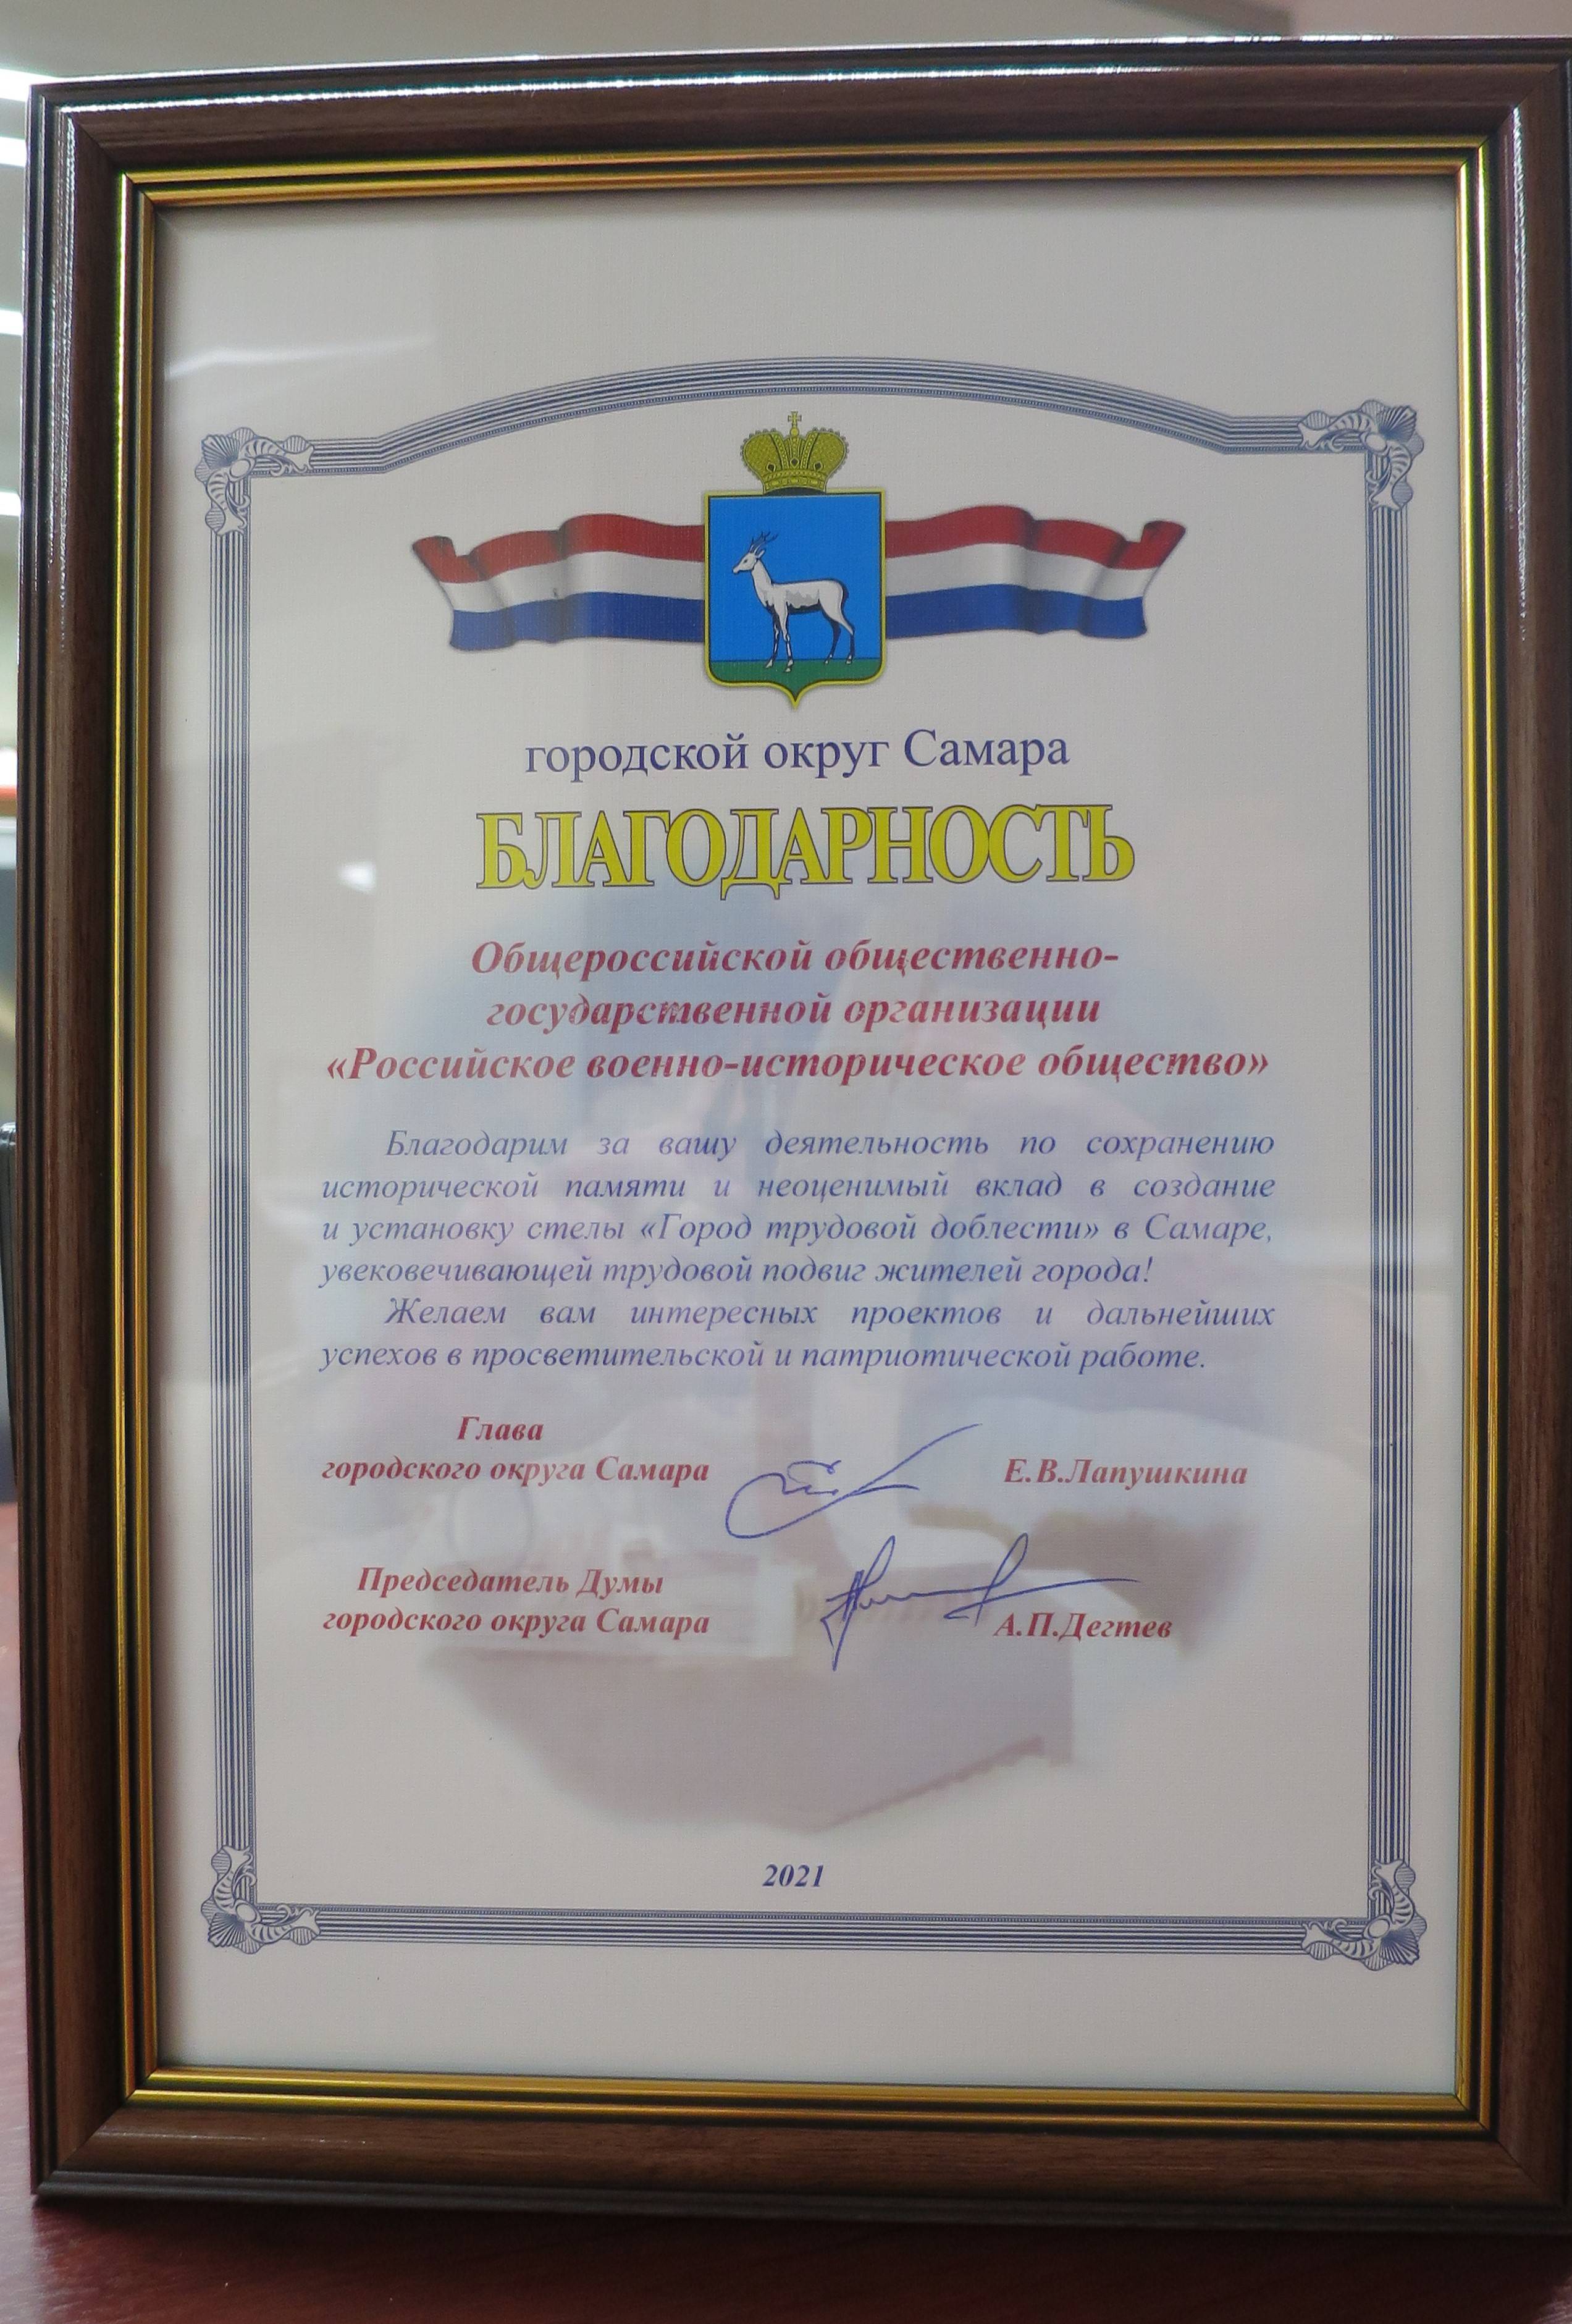 городской округ Самара
БЛАГОДАРНОСТЬ
Общероссийской общественно-
государственной организации
«Российское военно-историческое общество»
Благодарим за вашу деятельность по сохранению
исторической памяти и неоценимый вклад в создание
и установку стелы «Город трудовой доблести» в Самаре,
увековечивающей трудовой подвиг жителей города!
Желаем вам интересных проектов и дальнейших
успехов в просветительской и патриотической работе.
Глава
городского округа Самара Е.В.Лапушкина
Председатель Думы
городского округа Самара А.П.Дегтев
2021